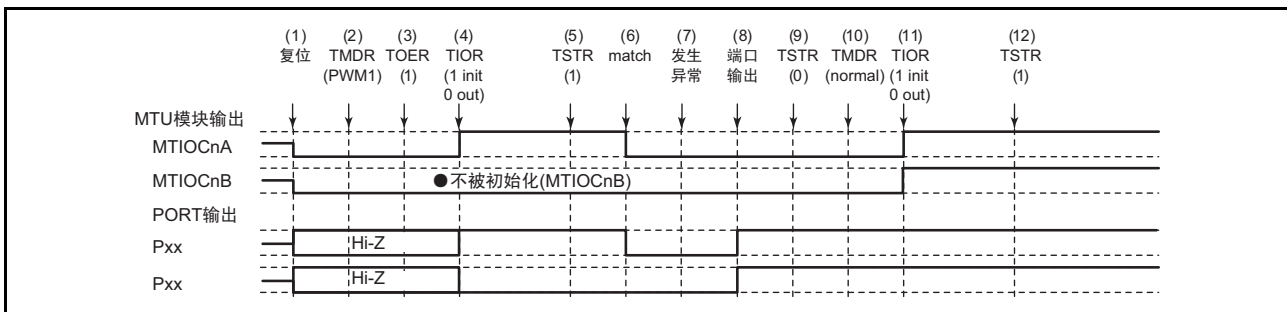 (1) (2) (3) (4) (5) (6) (7) (8) (9) (10) (11) (12)
复位 TMDR TOER TIOR TSTR match 发生 端口 TSTR TMDR TIOR TSTR
(PWM1) (1) (1 init (1) 异常 输出 (0) (normal) (1 init (1)
0 out) 0 out)
MTU模块输出
MTIOCnA
MTIOCnB ●不被初始化(MTIOCnB)
PORT输出
Pxx Hi-Z
Pxx Hi-Z